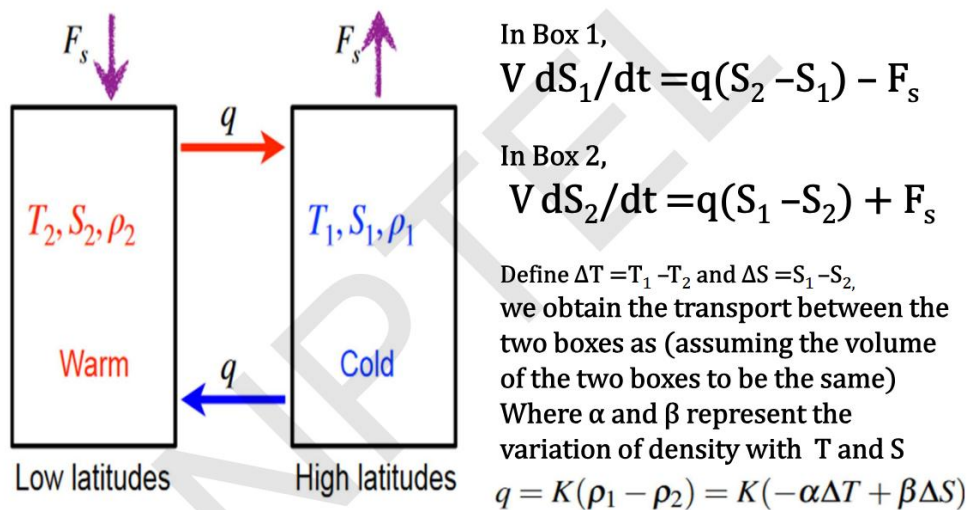 F_s
F_s
q
T_2, S_2, ρ_2
T_1, S_1, ρ_1
Warm
q
Cold
Low latitudes
High latitudes
In Box 1,
V dS_1/dt =q(S_2 –S_1) – F_s
In Box 2,
V dS_2/dt =q(S_1 –S_2) + F_s
Define ΔT =T_1 –T_2 and ΔS =S_1 –S_2,
we obtain the transport between the
two boxes as (assuming the volume
of the two boxes to be the same)
Where α and β represent the
variation of density with T and S
q = K(ρ_1 − ρ_2) = K(−αΔT + βΔS)
NPTEL